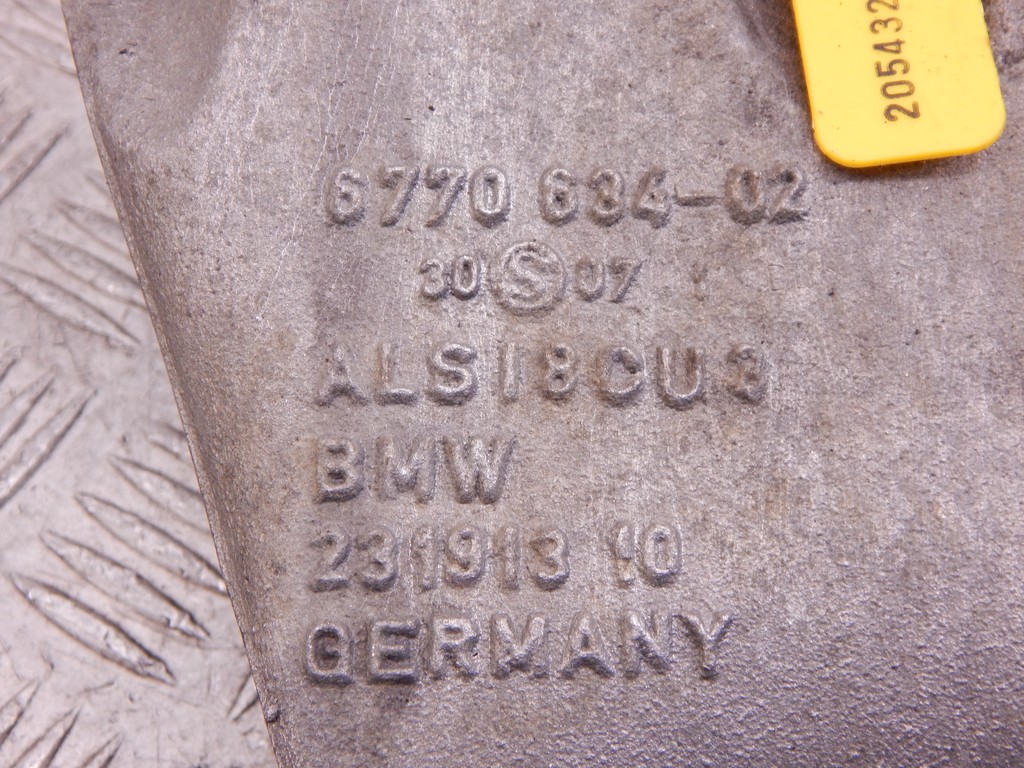 205432
6770 634-02
30 S 07
ALSI8CU3
BMW
231913 10
GERMANY